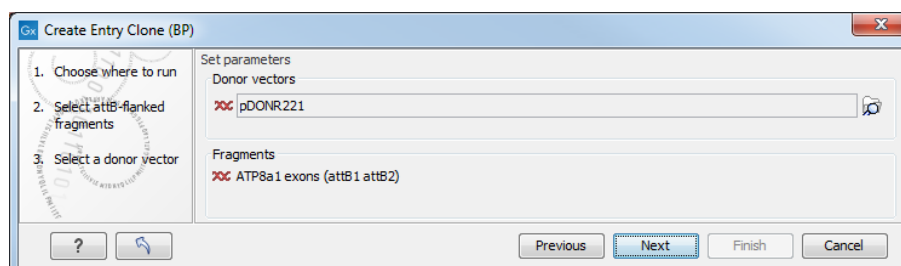 Gx Create Entry Clone (BP)
1. Choose where to run
2. Select attB-flanked
fragments
3. Select a donor vector
Set parameters
Donor vectors
pDONR221
Fragments
ATP8a1 exons (attB1 attB2)
?
Previous
Next
Finish
Cancel